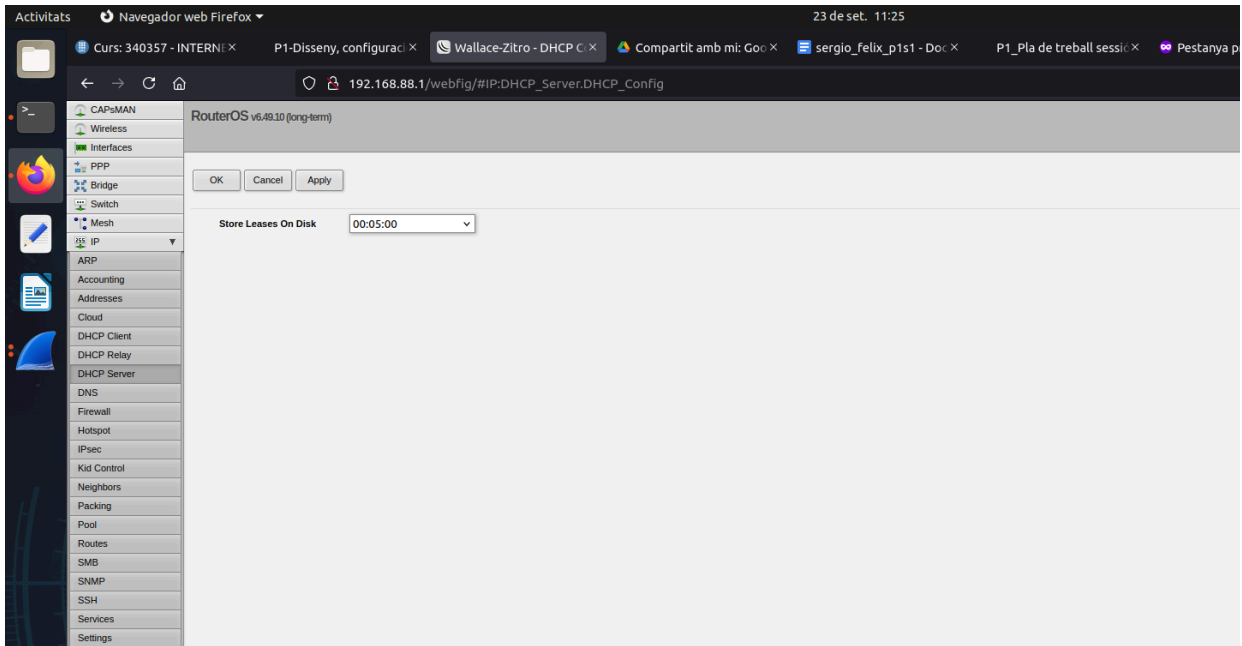 Activitats Navegador web Firefox 23 de set. 11:25
Curs: 340357 - INTERNE P1-Disseny, configuraci Wallace-Zitro - DHCP C Compartit amb mi: Goo sergio_felix_p1s1 - Doc P1_Pla de treball sessió Pestanya p
192.168.88.1/webfig/#IP:DHCP_Server.DHCP_Config
CAPsMAN
RouterOS v6.49.10 (long-term)
Wireless
Interfaces
PPP
OK Cancel Apply
Bridge
Switch
Mesh
Store Leases On Disk 00:05:00
255 IP
ARP
Accounting
Addresses
Cloud
DHCP Client
DHCP Relay
DHCP Server
DNS
Firewall
Hotspot
IPsec
Kid Control
Neighbors
Packing
Pool
Routes
SMB
SNMP
SSH
Services
Settings